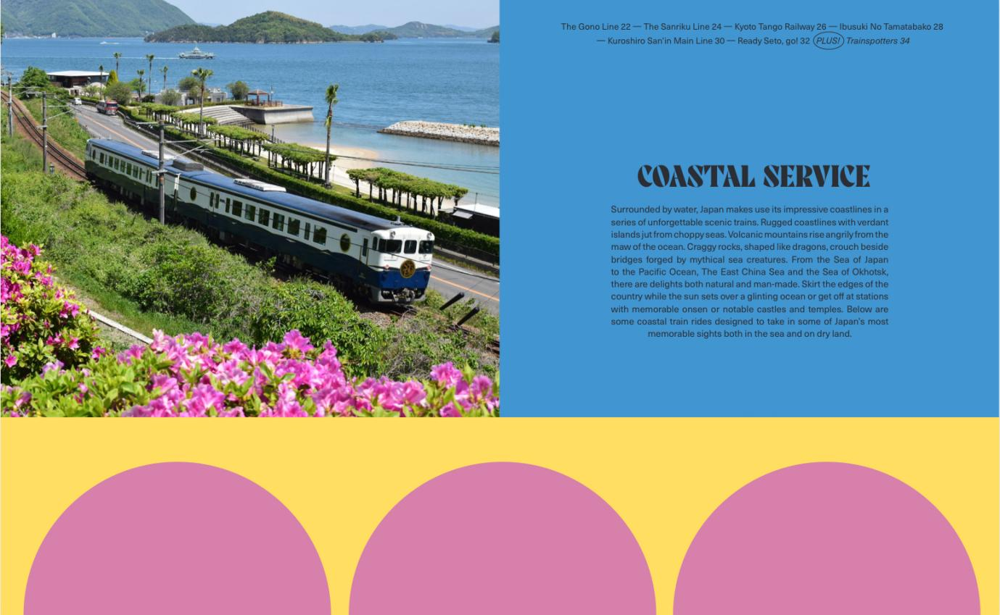 The Gono Line 22 — The Sanriku Line 24 — Kyoto Tango Railway 26 — Ibusuki No Tamatabako 28
— Kuroshiro San'in Main Line 30 — Ready Seto, go! 32 PLUS! Trainspotters 34
COASTAL SERVICE
Surrounded by water, Japan makes use its impressive coastlines in a
series of unforgettable scenic trains. Rugged coastlines with verdant
islands jut from choppy seas. Volcanic mountains rise angrily from the
maw of the ocean. Craggy rocks, shaped like dragons, crouch beside
bridges forged by mythical sea creatures. From the Sea of Japan
to the Pacific Ocean, The East China Sea and the Sea of Okhotsk,
there are delights both natural and man-made. Skirt the edges of the
country while the sun sets over a glinting ocean or get off at stations
with memorable onsen or notable castles and temples. Below are
some coastal train rides designed to take in some of Japan's most
memorable sights both in the sea and on dry land.